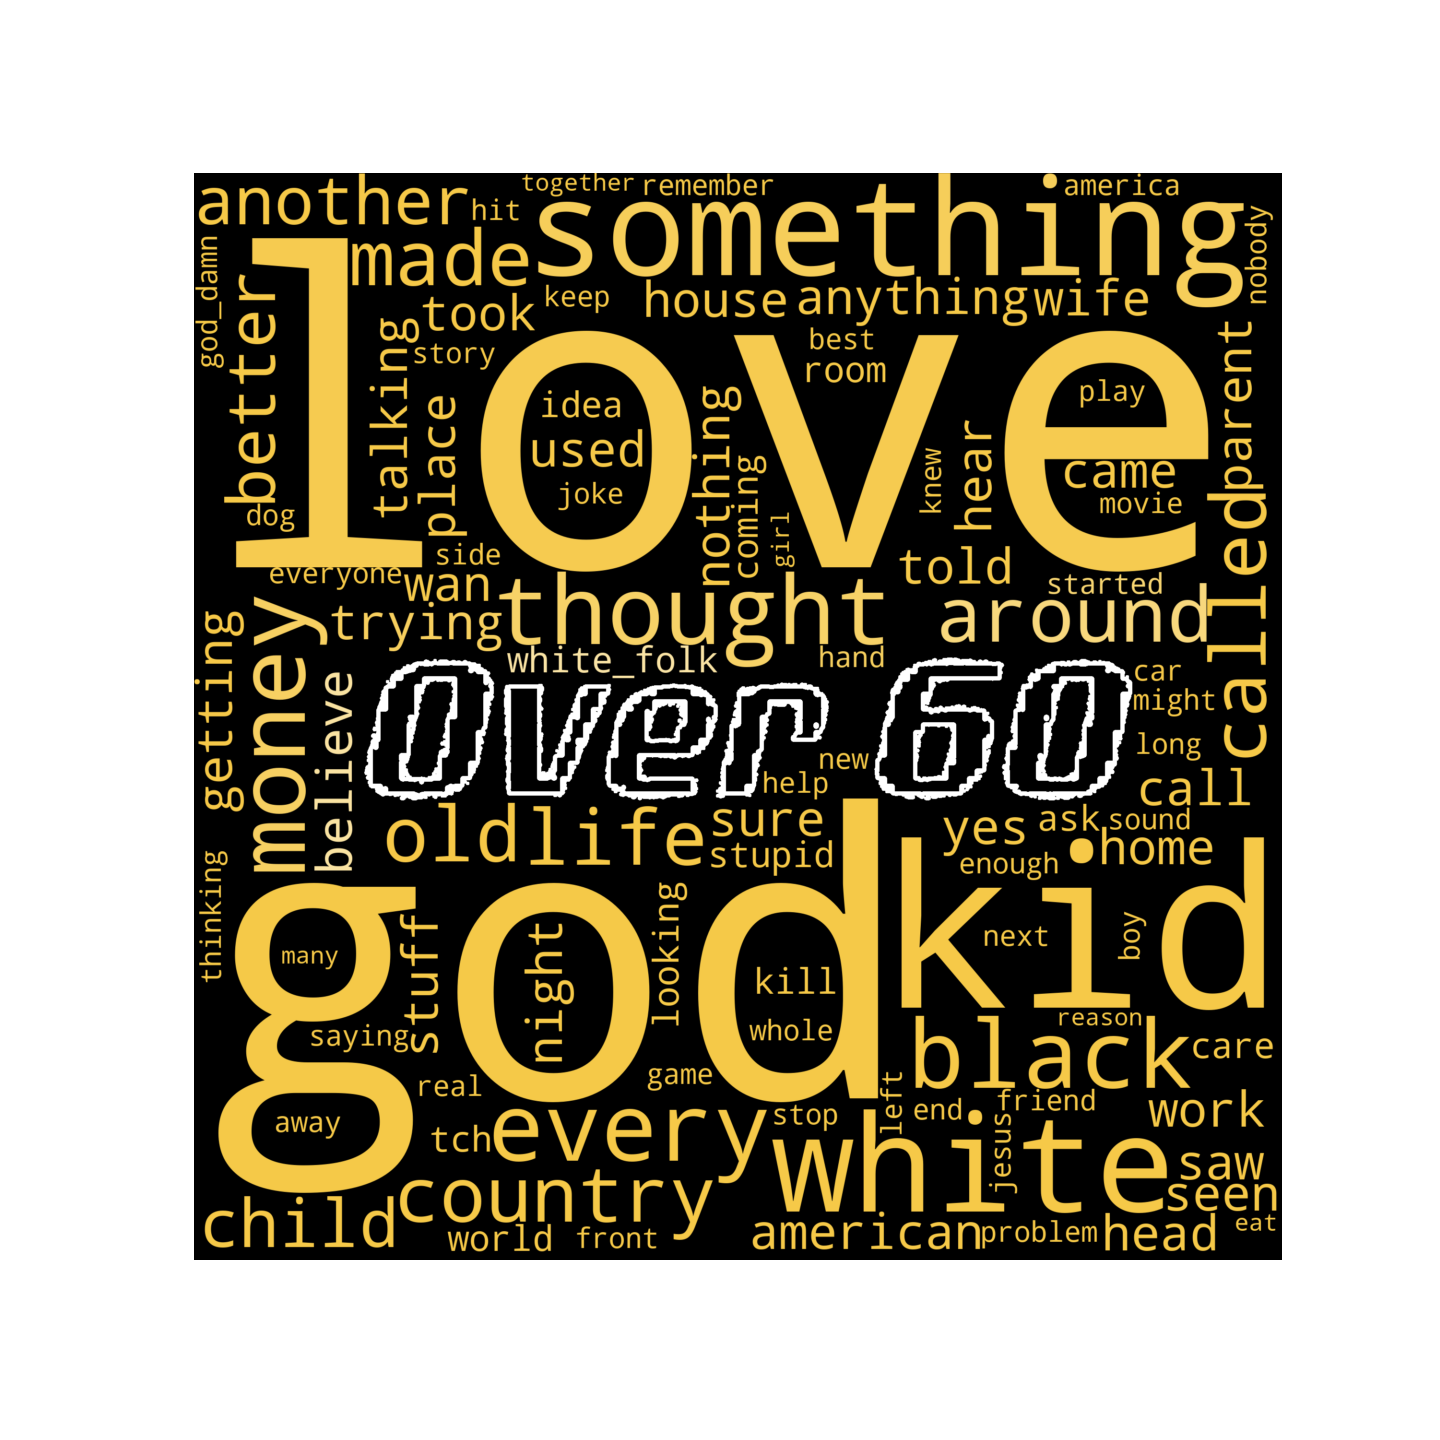 together remember america
another hit something
made nobody
god_damn keep house anything wife
better took
talking story best
love
place room parent
idea play
used nothing hear came
joke coming knew movie
dog girl
side told called
everyone wan thought started
trying around
getting money white_folk hand
believe car
Over 60
might
long
new
help call
old life sure yes ask sound
stupid enough home
thinking
god kid
stuff night looking boy
many next
kill
saying whole black reason
care
real game
away left end friend work
every stop
tch white jesus
saw
country seen
child american problem head eat
world front